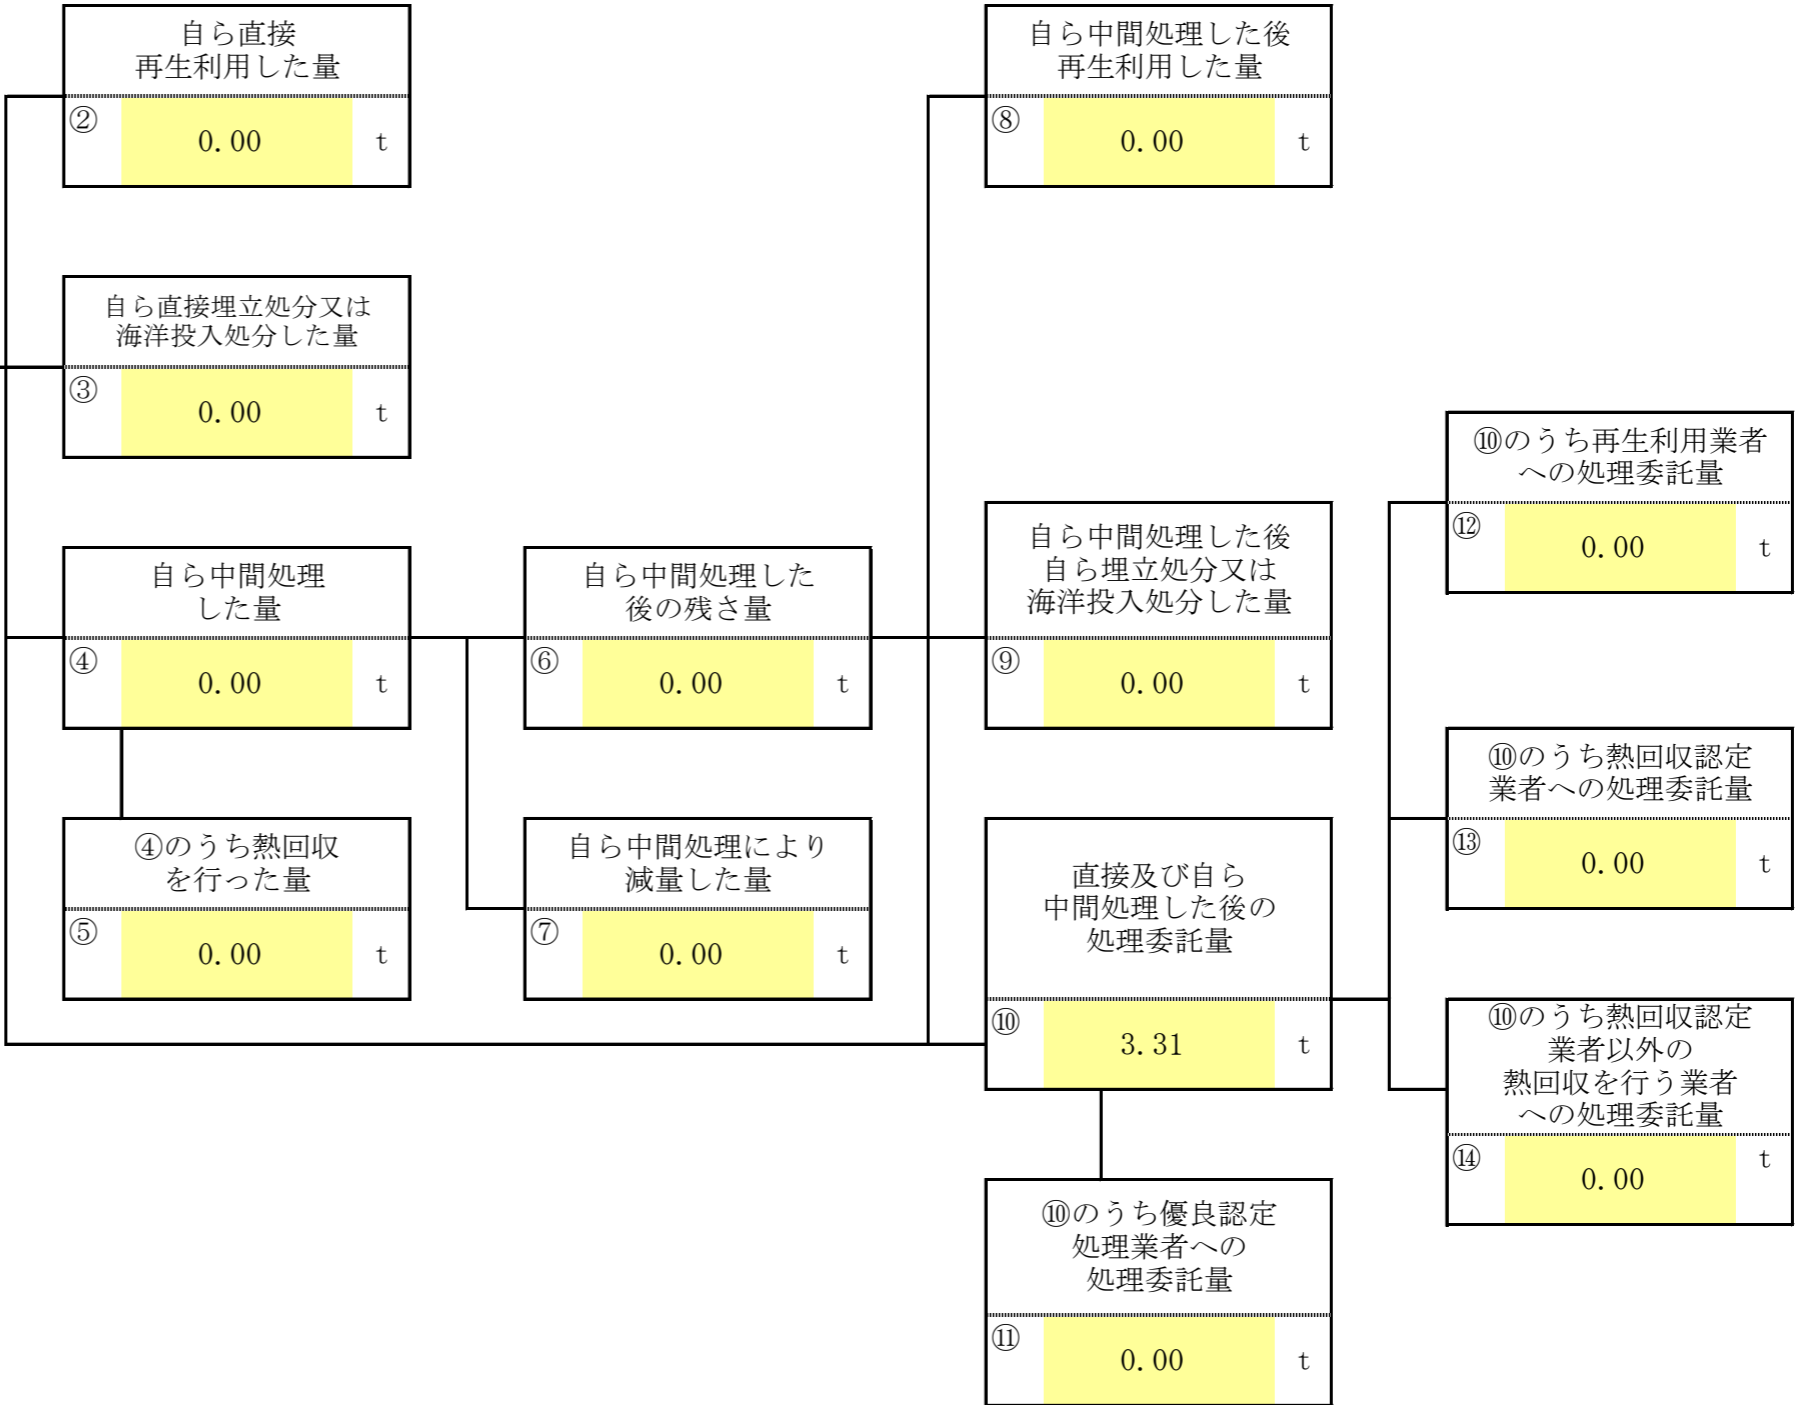 自ら直接
再生利用した量
② 0.00 t
自ら中間処理した後
再生利用した量
⑧ 0.00 t
自ら直接埋立処分又は
海洋投入処分した量
③ 0.00 t
⑩のうち再生利用業者
への処理委託量
⑫ 0.00 t
自ら中間処理した後
自ら埋立処分又は
海洋投入処分した量
⑨ 0.00 t
自ら中間処理
した量
④ 0.00 t
自ら中間処理した
後の残さ量
⑥ 0.00 t
⑩のうち熱回収認定
業者への処理委託量
⑬ 0.00 t
④のうち熱回収
を行った量
⑤ 0.00 t
自ら中間処理により
減量した量
⑦ 0.00 t
直接及び自ら
中間処理した後の
処理委託量
⑩ 3.31 t
⑩のうち熱回収認定
業者以外の
熱回収を行う業者
への処理委託量
⑭ 0.00 t
⑩のうち優良認定
処理業者への
処理委託量
⑪ 0.00 t